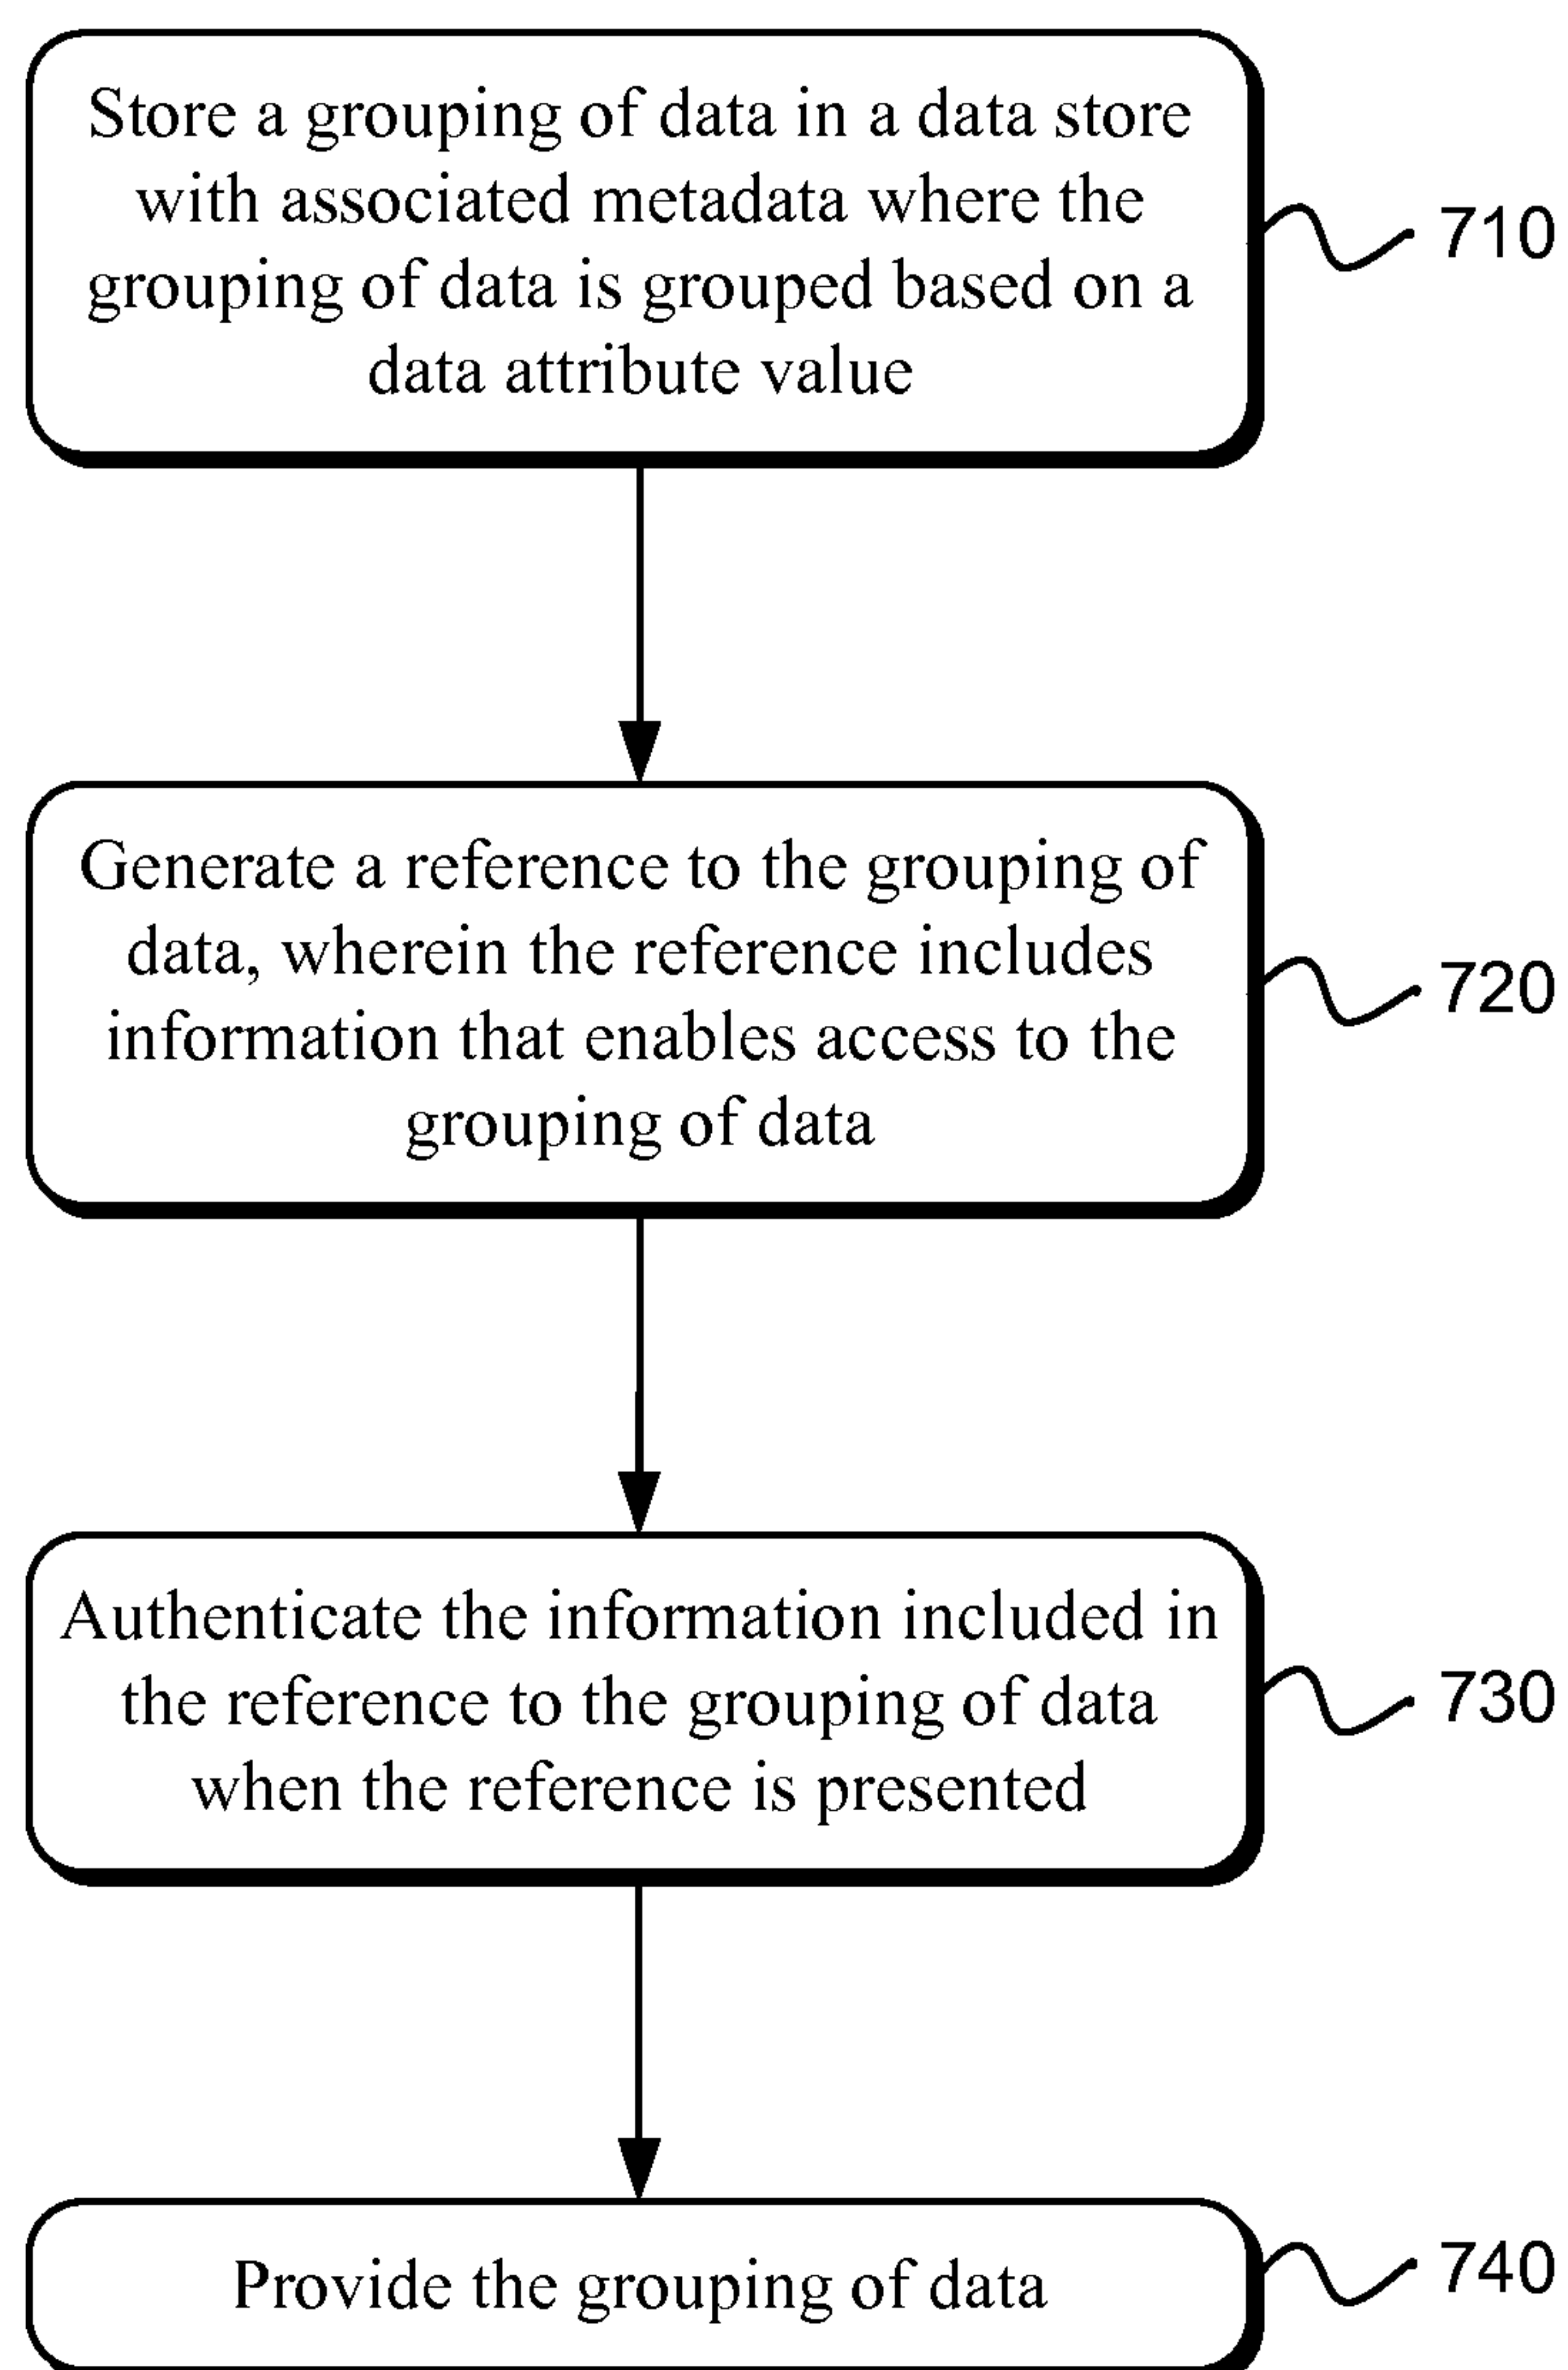 Store a grouping of data in a data store
with associated metadata where the
grouping of data is grouped based on a
data attribute value
710
Generate a reference to the grouping of
data, wherein the reference includes
information that enables access to the
grouping of data
720
Authenticate the information included in
the reference to the grouping of data
when the reference is presented
730
Provide the grouping of data
740